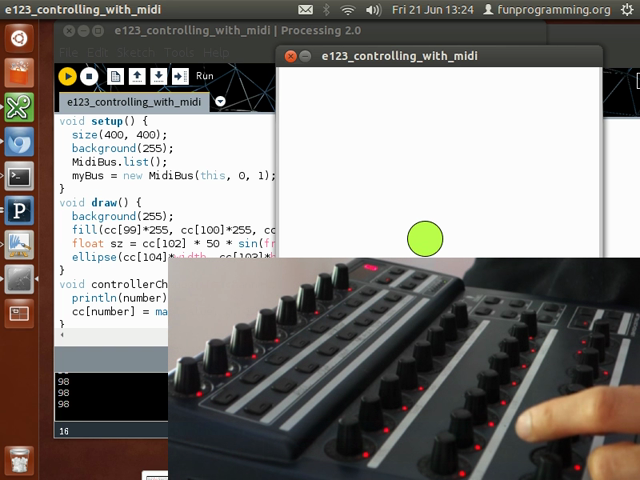 e123_controlling_with_midi
Fri 21 Jun 13:24
funprogramming.org
e123_controlling_with_midi | Processing 2.0
File Edit Sketch Tools Help
Run
e123_controlling_with_midi
e123_controlling_with_midi
void setup() {
size(400, 400);
background(255);
MidiBus.list();
myBus = new MidiBus(this, 0, 1);
}
void draw() {
background(255);
fill(cc[99]*255, cc[100]*255, cc
float sz = cc[102] * 50 * sin(fr
ellipse(cc[104]*width, cc[103]*h
}
void controllerCh
println(number)
cc[number] = ma
}
98
98
98
16